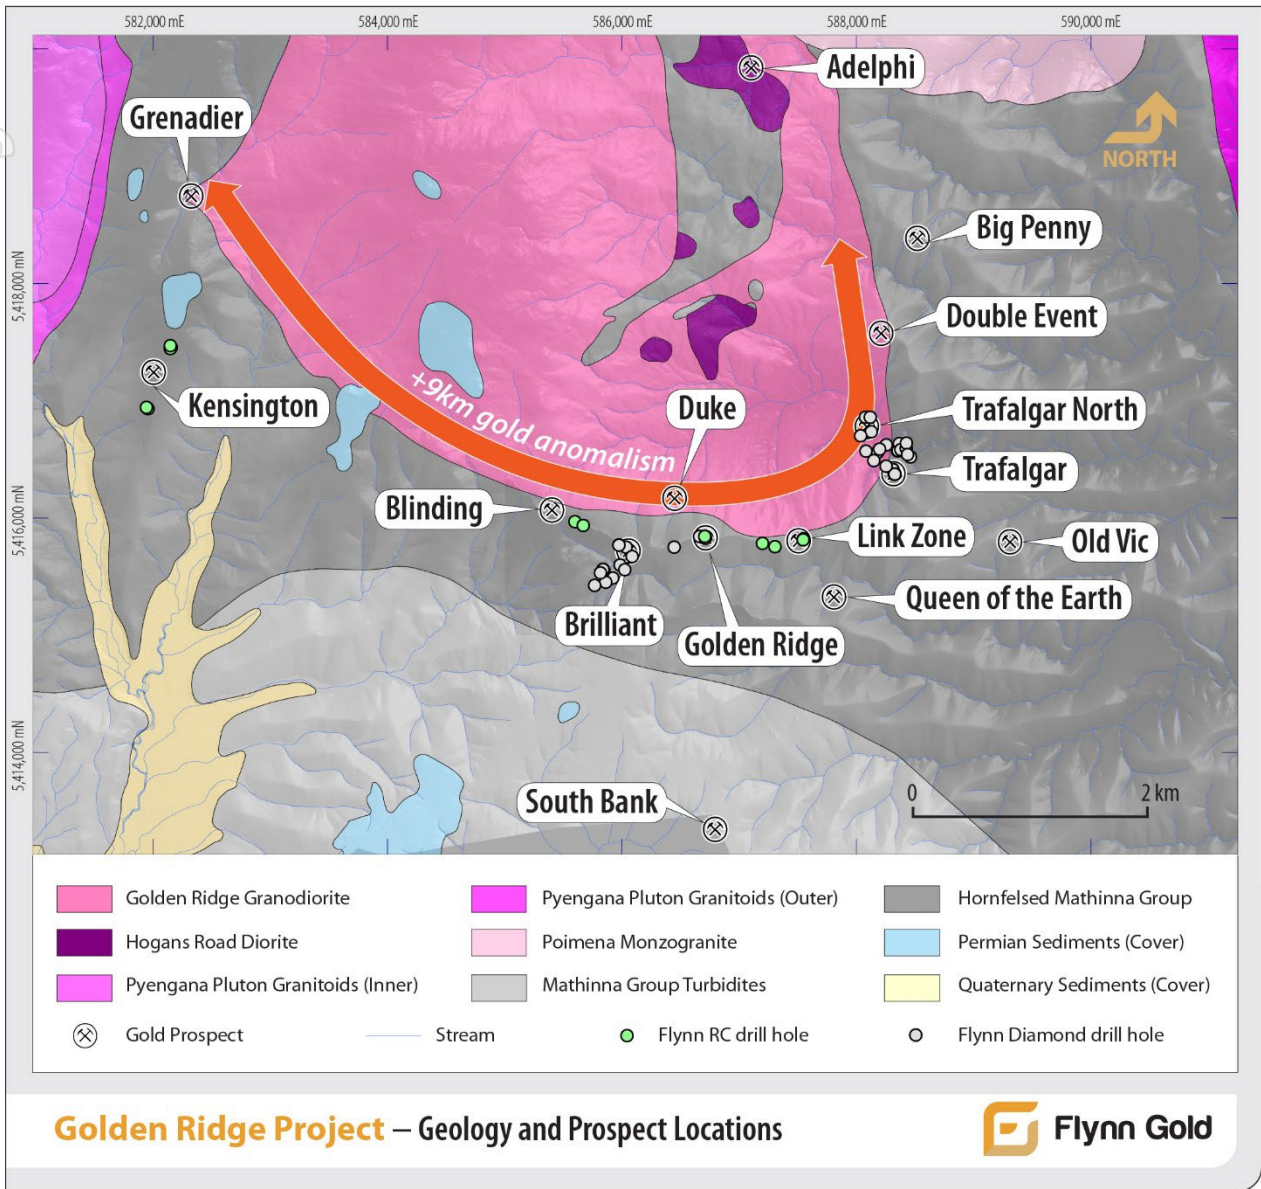 582,000 mE
584,000 mE
586,000 mE
588,000 mE
590,000 mE
Adelphi
Grenadier
NORTH
Big Penny
5,418,000 mN
Double Event
Kensington
+9km gold anomalism
Duke
Trafalgar North
Trafalgar
Blinding
5,416,000 mN
Link Zone
Old Vic
Queen of the Earth
Brilliant
Golden Ridge
5,414,000 mN
South Bank
0
2 km
Golden Ridge Granodiorite
Pyengana Pluton Granitoids (Outer)
Hornfelsed Mathinna Group
Hogans Road Diorite
Poimena Monzogranite
Permian Sediments (Cover)
Pyengana Pluton Granitoids (Inner)
Mathinna Group Turbidites
Quaternary Sediments (Cover)
Gold Prospect
Stream
Flynn RC drill hole
Flynn Diamond drill hole
Golden Ridge Project – Geology and Prospect Locations
Flynn Gold